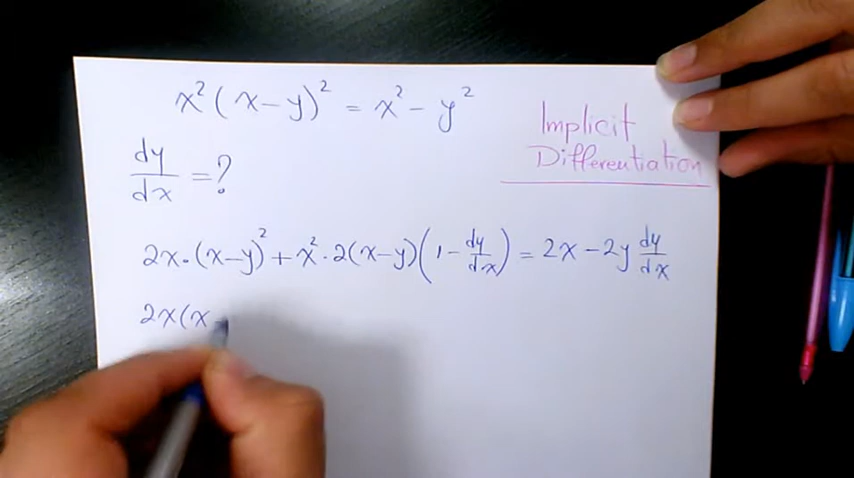 x²(x-y)² = x² - y²
Implicit
Differentiation
dy/dx = ?
2x·(x-y)² + x²·2(x-y)(1 - dy/dx) = 2x - 2y dy/dx
2x(x-